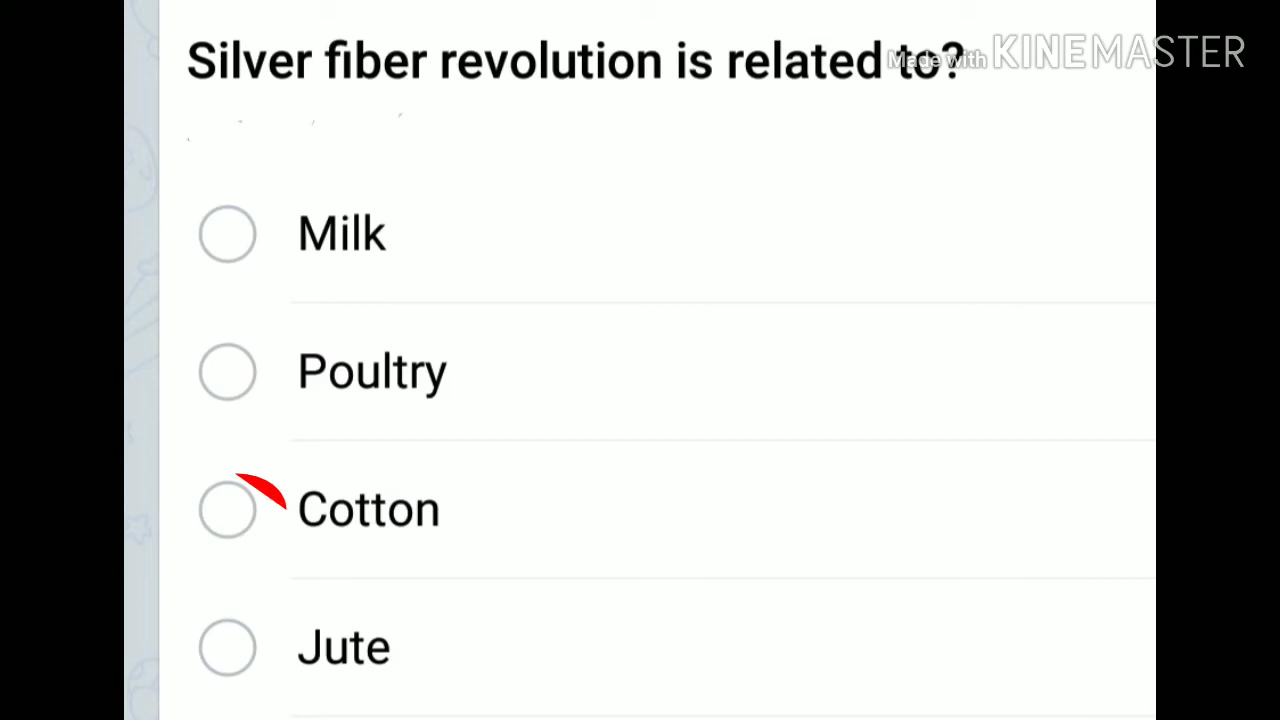 Silver fiber revolution is related to?
Made with KINEMASTER
Milk
Poultry
Cotton
Jute